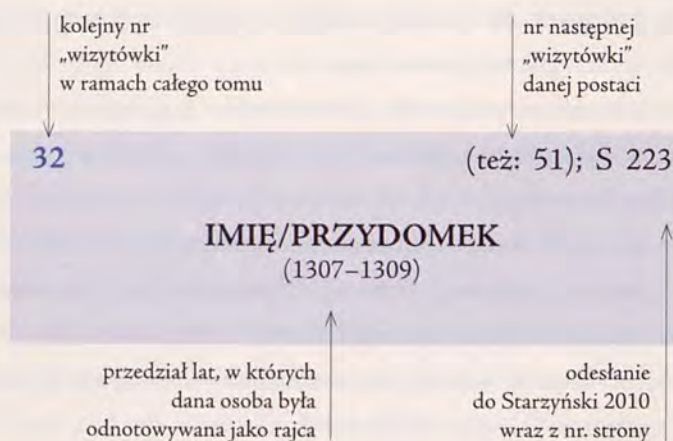 kolejny nr
„wizytówki”
w ramach całego tomu
nr następnej
„wizytówki”
danej postaci
32
(też: 51); S 223
IMIĘ/PRZYDOMEK
(1307–1309)
przedział lat, w których
dana osoba była
odnotowywana jako rajca
odesłanie
do Starzyński 2010
wraz z nr. strony